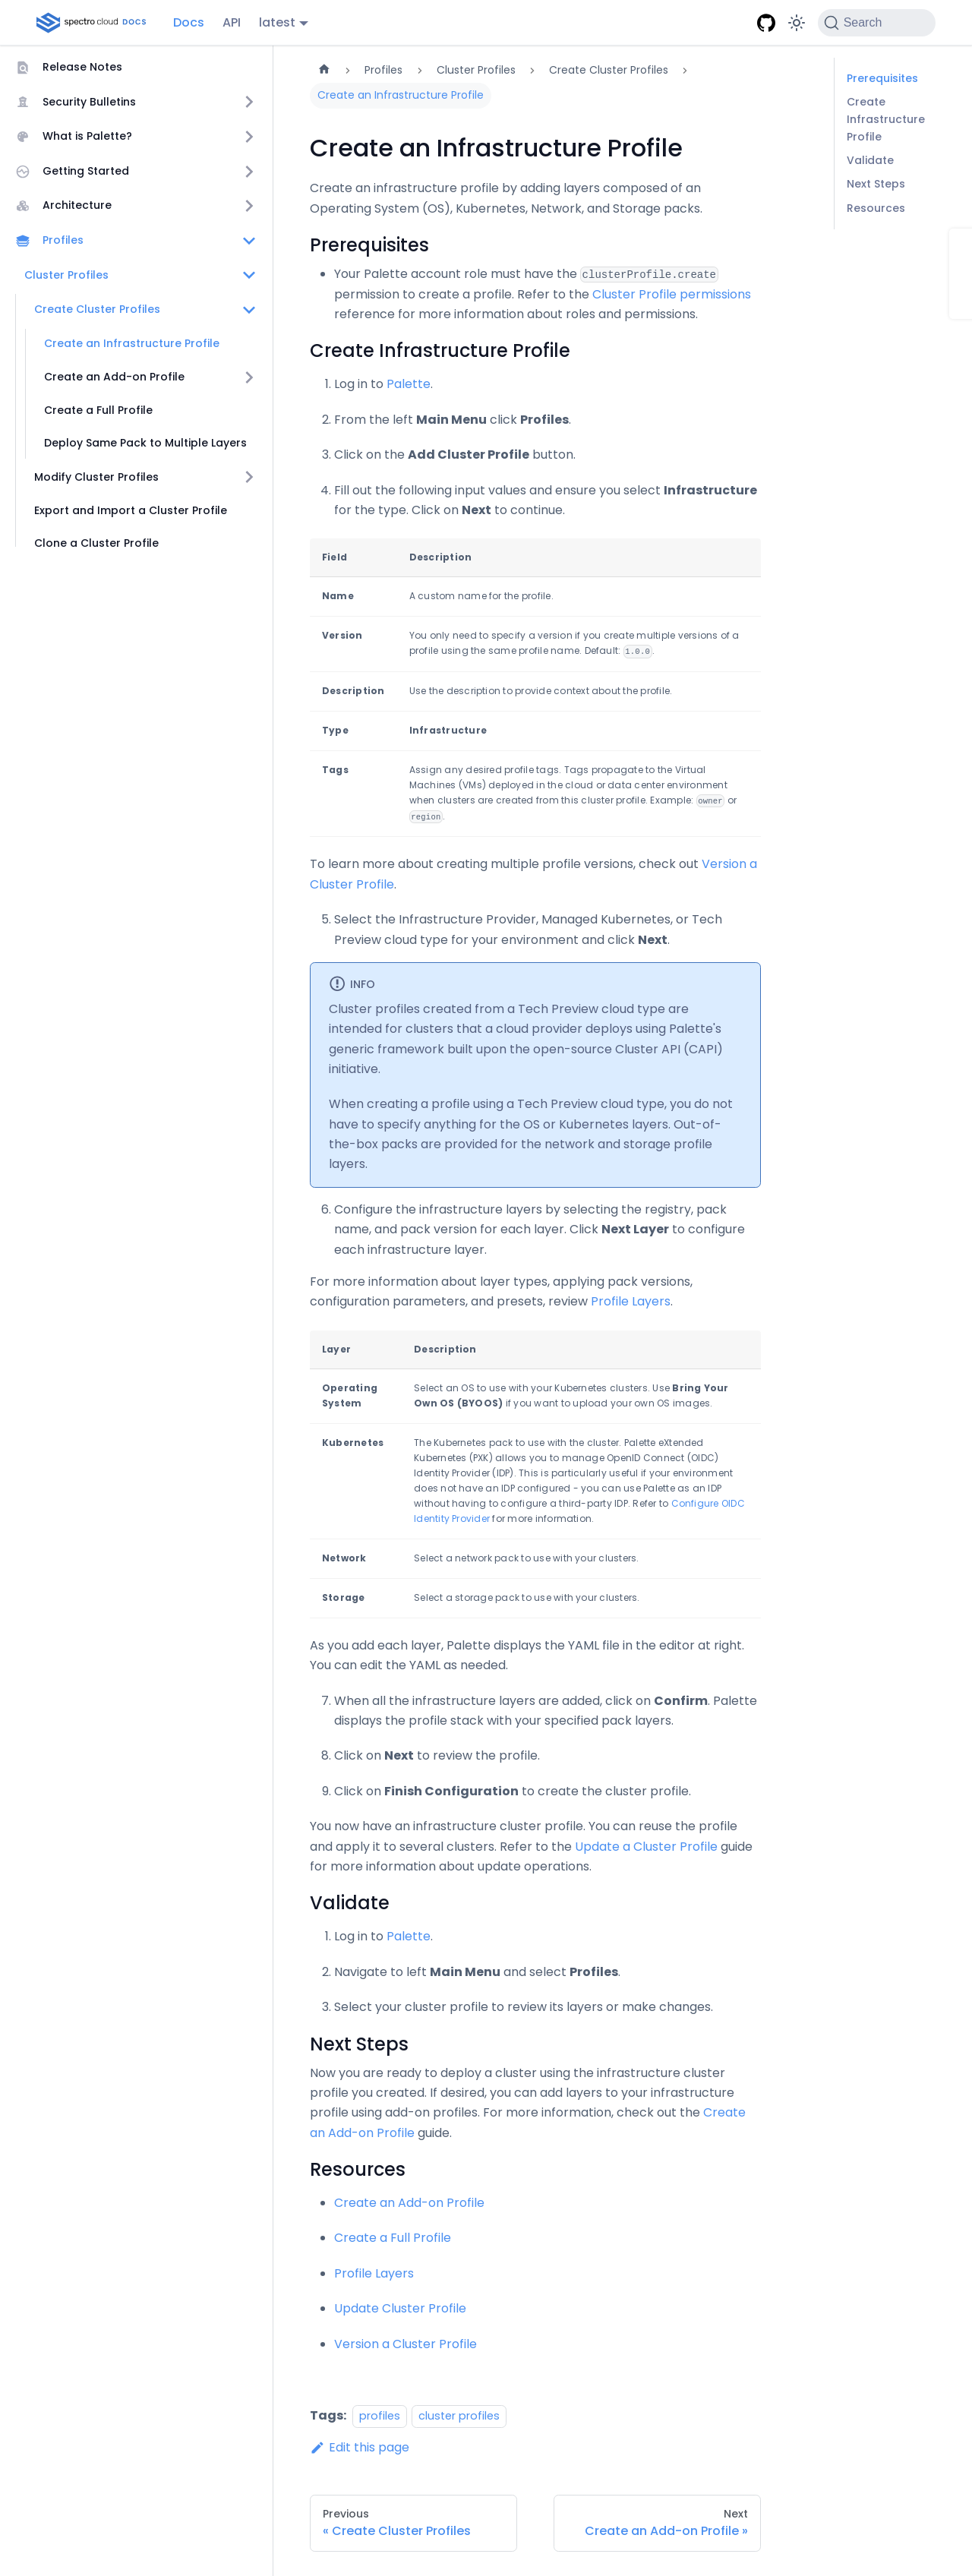 spectro cloud DOCS
Docs
API
latest
Search
Release Notes
Security Bulletins
What is Palette?
Getting Started
Architecture
Profiles
Cluster Profiles
Create Cluster Profiles
Create an Infrastructure Profile
Create an Add-on Profile
Create a Full Profile
Deploy Same Pack to Multiple Layers
Modify Cluster Profiles
Export and Import a Cluster Profile
Clone a Cluster Profile
Profiles
Cluster Profiles
Create Cluster Profiles
Create an Infrastructure Profile
Create an Infrastructure Profile
Create an infrastructure profile by adding layers composed of an
Operating System (OS), Kubernetes, Network, and Storage packs.
Prerequisites
Your Palette account role must have the clusterProfile.create
permission to create a profile. Refer to the Cluster Profile permissions
reference for more information about roles and permissions.
Create Infrastructure Profile
1. Log in to Palette.
2. From the left Main Menu click Profiles.
3. Click on the Add Cluster Profile button.
4. Fill out the following input values and ensure you select Infrastructure
for the type. Click on Next to continue.
Field Description
Name A custom name for the profile.
Version You only need to specify a version if you create multiple versions of a
profile using the same profile name. Default: 1.0.0.
Description Use the description to provide context about the profile.
Type Infrastructure
Tags Assign any desired profile tags. Tags propagate to the Virtual
Machines (VMs) deployed in the cloud or data center environment
when clusters are created from this cluster profile. Example: owner or
region.
To learn more about creating multiple profile versions, check out Version a
Cluster Profile.
5. Select the Infrastructure Provider, Managed Kubernetes, or Tech
Preview cloud type for your environment and click Next.
INFO
Cluster profiles created from a Tech Preview cloud type are
intended for clusters that a cloud provider deploys using Palette's
generic framework built upon the open-source Cluster API (CAPI)
initiative.
When creating a profile using a Tech Preview cloud type, you do not
have to specify anything for the OS or Kubernetes layers. Out-of-
the-box packs are provided for the network and storage profile
layers.
6. Configure the infrastructure layers by selecting the registry, pack
name, and pack version for each layer. Click Next Layer to configure
each infrastructure layer.
For more information about layer types, applying pack versions,
configuration parameters, and presets, review Profile Layers.
Layer Description
Operating System Select an OS to use with your Kubernetes clusters. Use Bring Your
Own OS (BYOOS) if you want to upload your own OS images.
Kubernetes The Kubernetes pack to use with the cluster. Palette eXtended
Kubernetes (PXK) allows you to manage OpenID Connect (OIDC)
Identity Provider (IDP). This is particularly useful if your environment
does not have an IDP configured - you can use Palette as an IDP
without having to configure a third-party IDP. Refer to Configure OIDC
Identity Provider for more information.
Network Select a network pack to use with your clusters.
Storage Select a storage pack to use with your clusters.
As you add each layer, Palette displays the YAML file in the editor at right.
You can edit the YAML as needed.
7. When all the infrastructure layers are added, click on Confirm. Palette
displays the profile stack with your specified pack layers.
8. Click on Next to review the profile.
9. Click on Finish Configuration to create the cluster profile.
You now have an infrastructure cluster profile. You can reuse the profile
and apply it to several clusters. Refer to the Update a Cluster Profile guide
for more information about update operations.
Validate
1. Log in to Palette.
2. Navigate to left Main Menu and select Profiles.
3. Select your cluster profile to review its layers or make changes.
Next Steps
Now you are ready to deploy a cluster using the infrastructure cluster
profile you created. If desired, you can add layers to your infrastructure
profile using add-on profiles. For more information, check out the Create
an Add-on Profile guide.
Resources
Create an Add-on Profile
Create a Full Profile
Profile Layers
Update Cluster Profile
Version a Cluster Profile
Tags: profiles cluster profiles
Edit this page
Previous
« Create Cluster Profiles
Next
Create an Add-on Profile »
Prerequisites
Create
Infrastructure
Profile
Validate
Next Steps
Resources